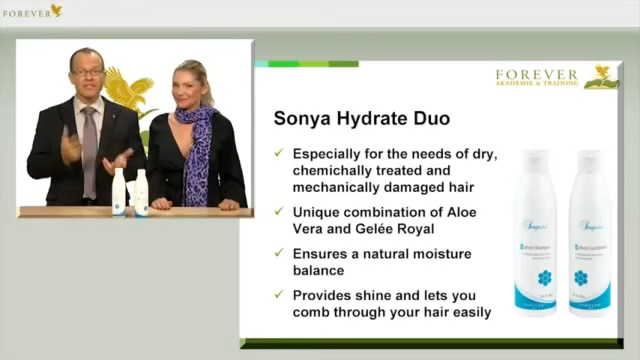 FOREVER
FOREVER
AKADEMIE & TRAINING
Sonya Hydrate Duo
Especially for the needs of dry,
chemichally treated and
mechanically damaged hair
Unique combination of Aloe
Vera and Gelée Royal
Ensures a natural moisture
balance
Provides shine and lets you
comb through your hair easily